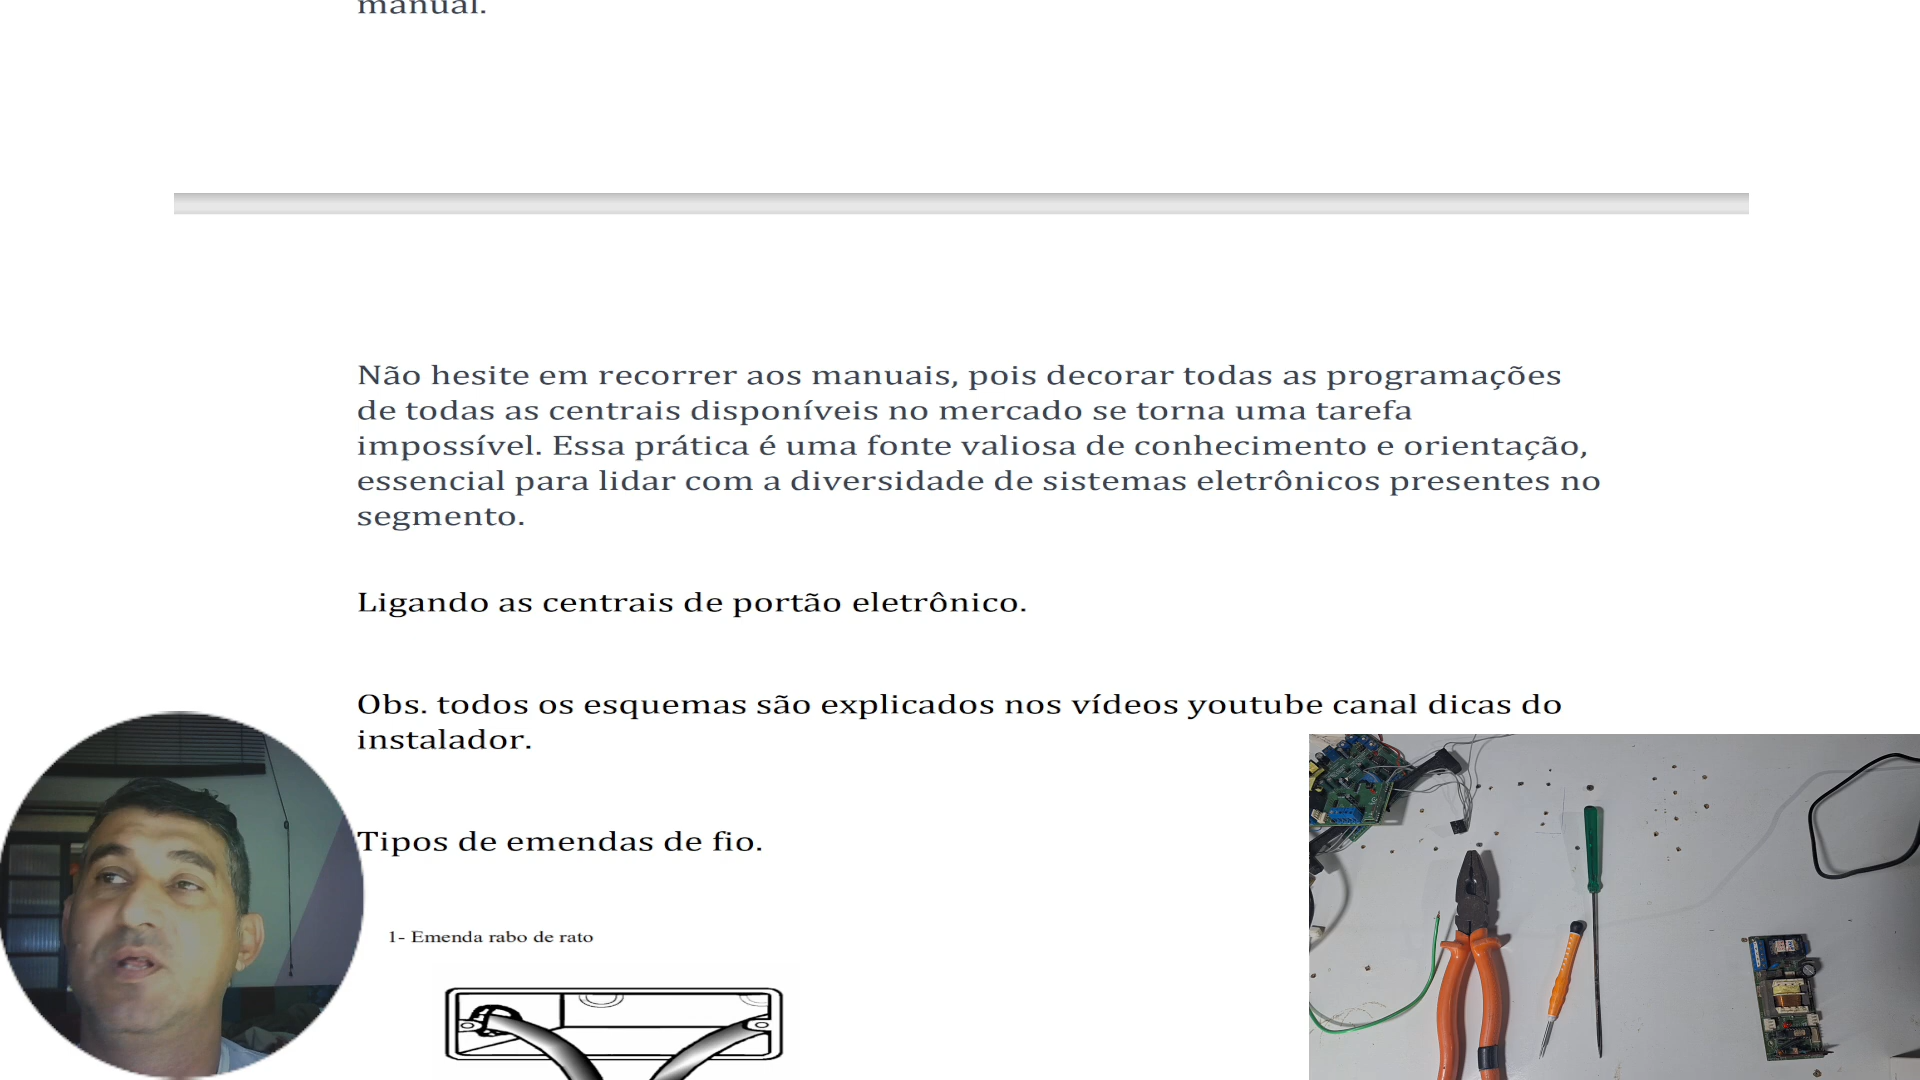 manual.
Não hesite em recorrer aos manuais, pois decorar todas as programações
de todas as centrais disponíveis no mercado se torna uma tarefa
impossível. Essa prática é uma fonte valiosa de conhecimento e orientação,
essencial para lidar com a diversidade de sistemas eletrônicos presentes no
segmento.
Ligando as centrais de portão eletrônico.
Obs. todos os esquemas são explicados nos vídeos youtube canal dicas do
instalador.
Tipos de emendas de fio.
1- Emenda rabo de rato